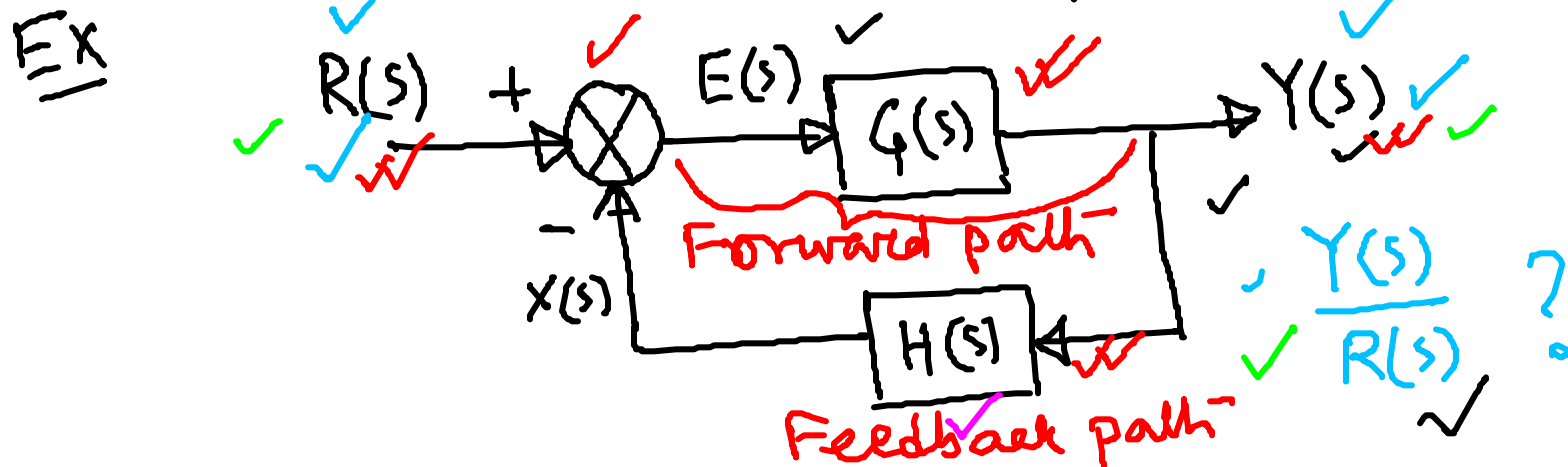 EX
R(S) + E(s) G(s) Y(s)
-
Forward path
X(s)
H(s)
Y(s)
R(s) ?
Feedback path